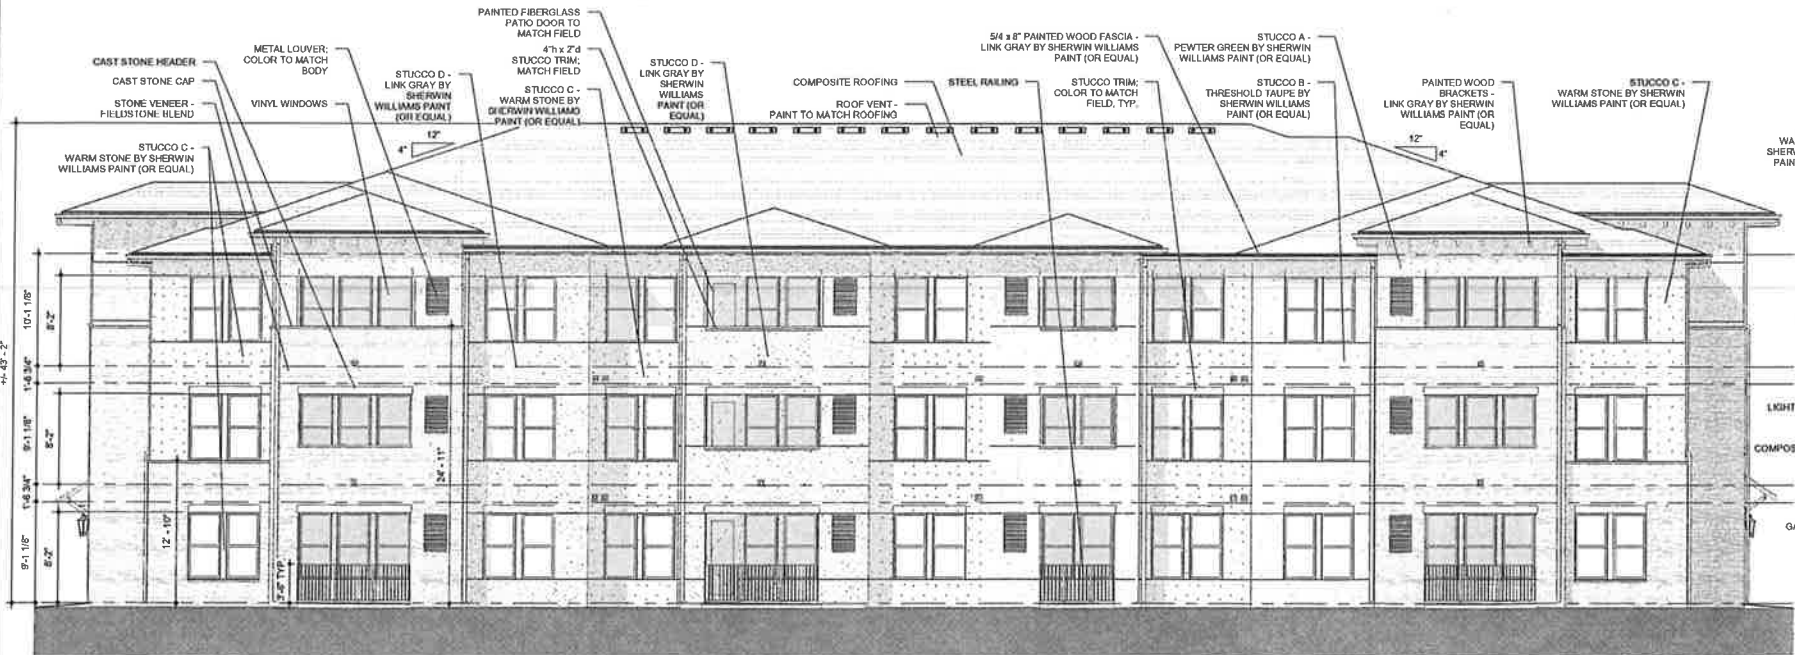 PAINTED FIBERGLASS
PATIO DOOR TO
MATCH FIELD
4"h x 2"d
STUCCO TRIM;
MATCH FIELD
STUCCO C -
WARM STONE BY
SHERWIN WILLIAMS
PAINT (OR EQUAL)
CAST STONE HEADER
CAST STONE CAP
STONE VENEER -
FIELDSTONE BLEND
STUCCO C -
WARM STONE BY SHERWIN
WILLIAMS PAINT (OR EQUAL)
METAL LOUVER;
COLOR TO MATCH
BODY
VINYL WINDOWS
STUCCO D -
LINK GRAY BY
SHERWIN
WILLIAMS PAINT
(OR EQUAL)
STUCCO D -
LINK GRAY BY
SHERWIN
WILLIAMS
PAINT (OR
EQUAL)
COMPOSITE ROOFING
ROOF VENT -
PAINT TO MATCH ROOFING
STEEL RAILING
5/4 x 8" PAINTED WOOD FASCIA -
LINK GRAY BY SHERWIN WILLIAMS
PAINT (OR EQUAL)
STUCCO TRIM;
COLOR TO MATCH
FIELD, TYP.
STUCCO A -
PEWTER GREEN BY SHERWIN
WILLIAMS PAINT (OR EQUAL)
STUCCO B -
THRESHOLD TAUPE BY
SHERWIN WILLIAMS
PAINT (OR EQUAL)
PAINTED WOOD
BRACKETS -
LINK GRAY BY SHERWIN
WILLIAMS PAINT (OR
EQUAL)
STUCCO C -
WARM STONE BY SHERWIN
WILLIAMS PAINT (OR EQUAL)
WA
SHERW
PAIN
LIGHT
COMPOS
GA
12"
4"
12"
4"
+/- 43' - 2"
10'-1 1/8"
8'-2"
1'-6 3/4"
9'-1 1/8"
8'-2"
1'-6 3/4"
9'-1 1/8"
8'-2"
12' - 10"
24' - 11"
3'-6" TYP.